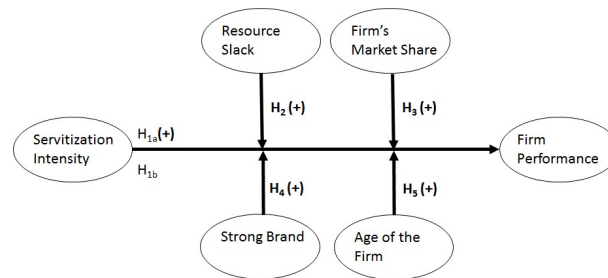 Resource
Slack
Firm's
Market Share
H2 (+)
H3 (+)
Servitization
Intensity
H1a(+)
H1b
Firm
Performance
H4 (+)
H5 (+)
Strong Brand
Age of the
Firm